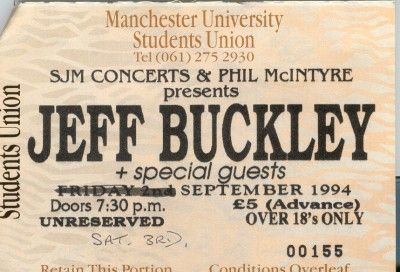 Manchester University
Students Union
Tel (061) 275 2930
SJM CONCERTS & PHIL McINTYRE
presents
JEFF BUCKLEY
+ special guests
FRIDAY 2nd SEPTEMBER 1994
Doors 7:30 p.m. £5 (Advance)
UNRESERVED OVER 18's ONLY
SAT. 3RD.
00155
Retain This Portion Conditions Overleaf
Students Union